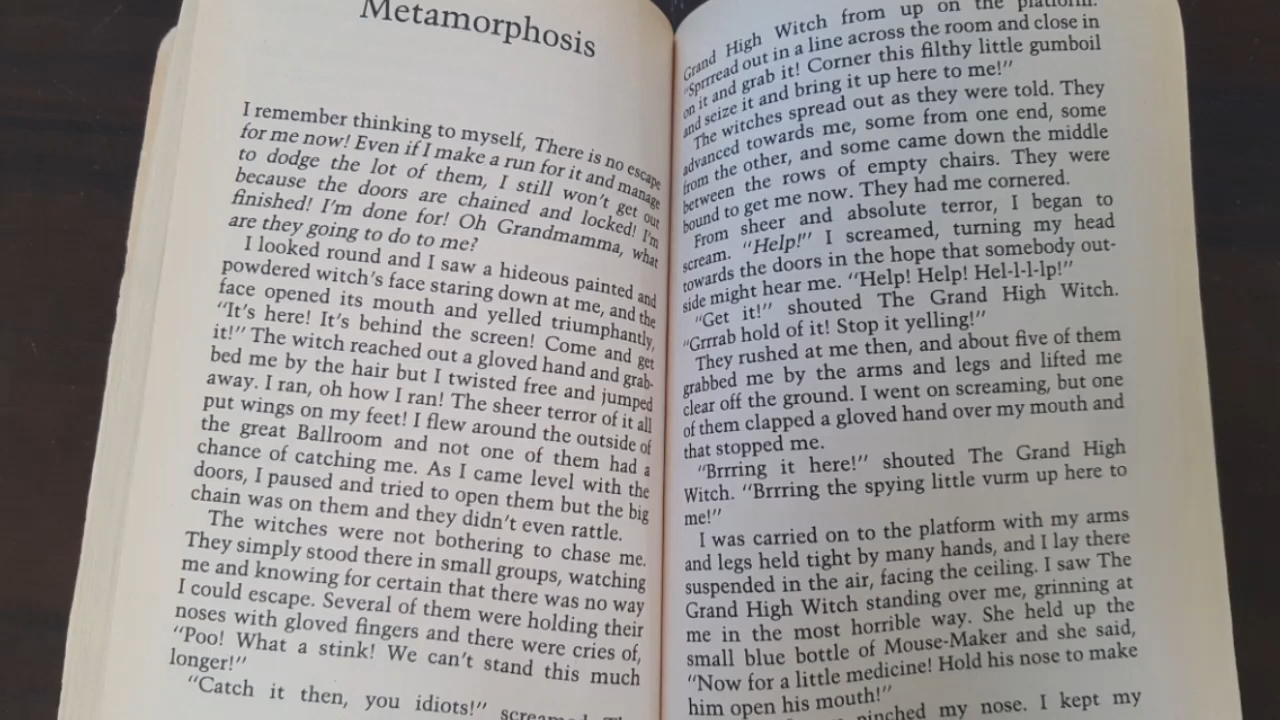 Metamorphosis
I remember thinking to myself, There is no escape
for me now! Even if I make a run for it and manage
to dodge the lot of them, I still won't get out
because the doors are chained and locked! I'm
finished! I'm done for! Oh Grandmamma, what
are they going to do to me?
I looked round and I saw a hideous painted and
powdered witch's face staring down at me, and the
face opened its mouth and yelled triumphantly,
"It's here! It's behind the screen! Come and get
it!" The witch reached out a gloved hand and grab-
bed me by the hair but I twisted free and jumped
away. I ran, oh how I ran! The sheer terror of it all
put wings on my feet! I flew around the outside of
the great Ballroom and not one of them had a
chance of catching me. As I came level with the
doors, I paused and tried to open them but the big
chain was on them and they didn't even rattle.
The witches were not bothering to chase me.
They simply stood there in small groups, watching
me and knowing for certain that there was no way
I could escape. Several of them were holding their
noses with gloved fingers and there were cries of,
"Poo! What a stink! We can't stand this much
longer!"
"Catch it then, you idiots!" screamed
Grand High Witch from up on the platform.
"Sprrread out in a line across the room and close in
on it and grab it! Corner this filthy little gumboil
and seize it and bring it up here to me!"
The witches spread out as they were told. They
advanced towards me, some from one end, some
from the other, and some came down the middle
between the rows of empty chairs. They were
bound to get me now. They had me cornered.
From sheer and absolute terror, I began to
scream. "Help!" I screamed, turning my head
towards the doors in the hope that somebody out-
side might hear me. "Help! Help! Hel-l-l-lp!"
"Get it!" shouted The Grand High Witch.
"Grrrab hold of it! Stop it yelling!"
They rushed at me then, and about five of them
grabbed me by the arms and legs and lifted me
clear off the ground. I went on screaming, but one
of them clapped a gloved hand over my mouth and
that stopped me.
"Brrring it here!" shouted The Grand High
Witch. "Brrring the spying little vurm up here to
me!"
I was carried on to the platform with my arms
and legs held tight by many hands, and I lay there
suspended in the air, facing the ceiling. I saw The
Grand High Witch standing over me, grinning at
me in the most horrible way. She held up the
small blue bottle of Mouse-Maker and she said,
"Now for a little medicine! Hold his nose to make
him open his mouth!"
pinched my nose. I kept my